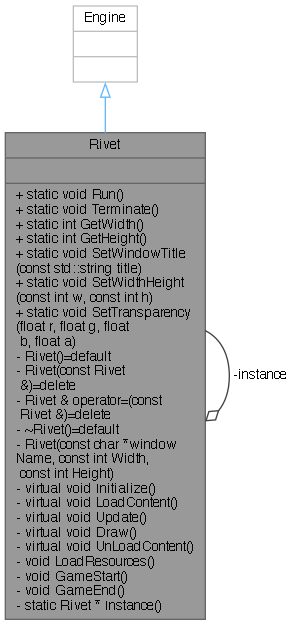 Engine
Rivet
+ static void Run()
+ static void Terminate()
+ static int GetWidth()
+ static int GetHeight()
+ static void SetWindowTitle
(const std::string title)
+ static void SetWidthHeight
(const int w, const int h)
+ static void SetTransparency
(float r, float g, float
b, float a)
- Rivet()=default
- Rivet(const Rivet
&)=delete
- Rivet & operator=(const
Rivet &)=delete
- ~Rivet()=default
- Rivet(const char *window
Name, const int Width,
const int Height)
- virtual void Initialize()
- virtual void LoadContent()
- virtual void Update()
- virtual void Draw()
- virtual void UnLoadContent()
- void LoadResources()
- void GameStart()
- void GameEnd()
- static Rivet * Instance()
-instance